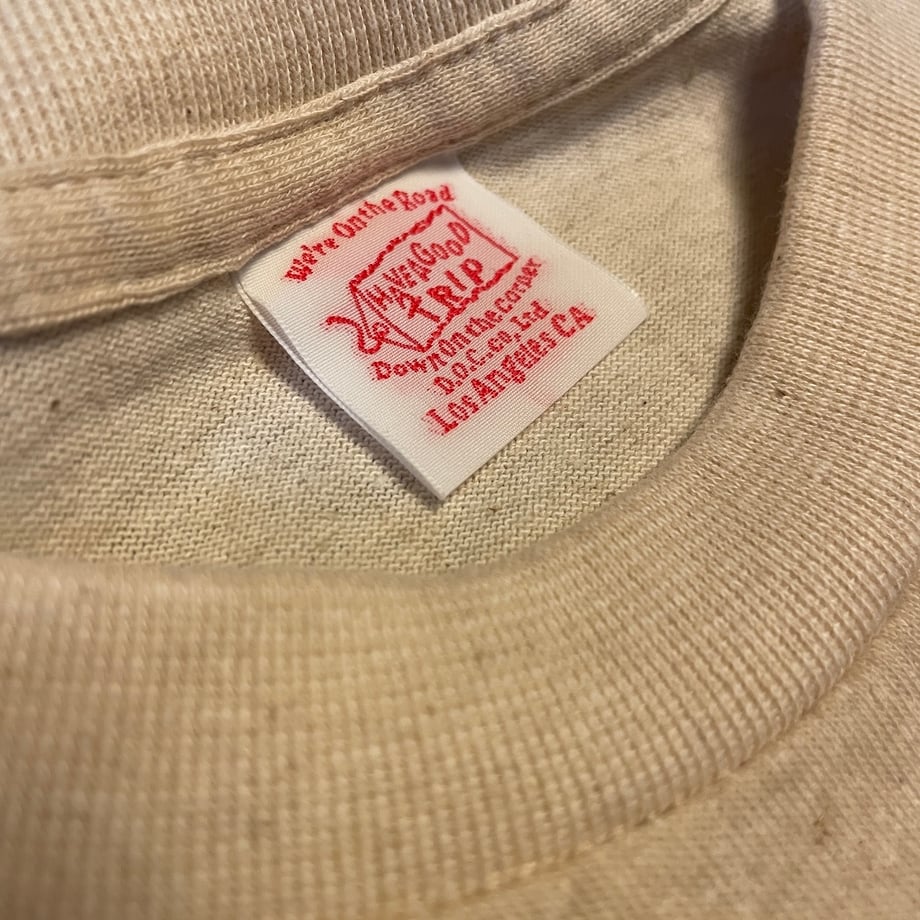 We're On the Road
HAVE A GOOD
TRIP
Down On the Corner
D.O.C. co, Ltd
Los Angeles CA